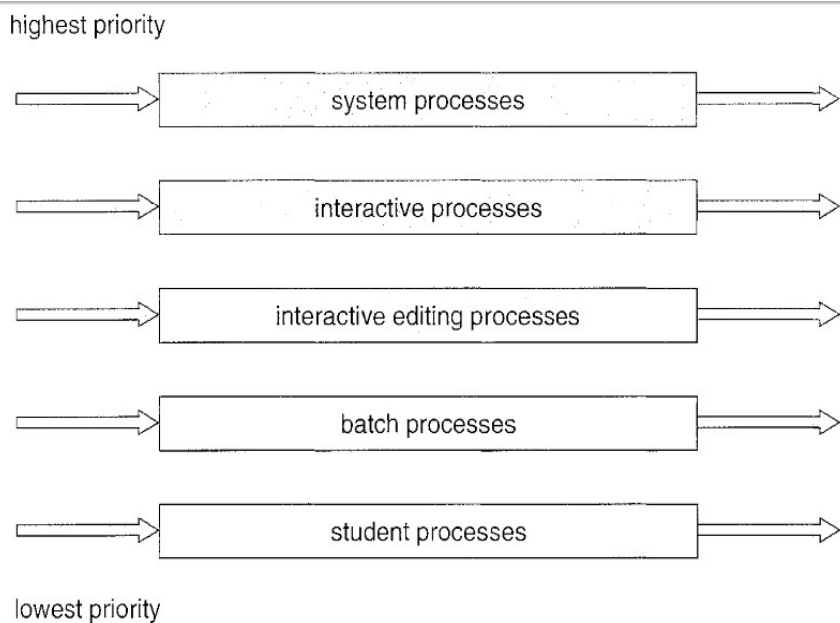 highest priority
system processes
interactive processes
interactive editing processes
batch processes
student processes
lowest priority